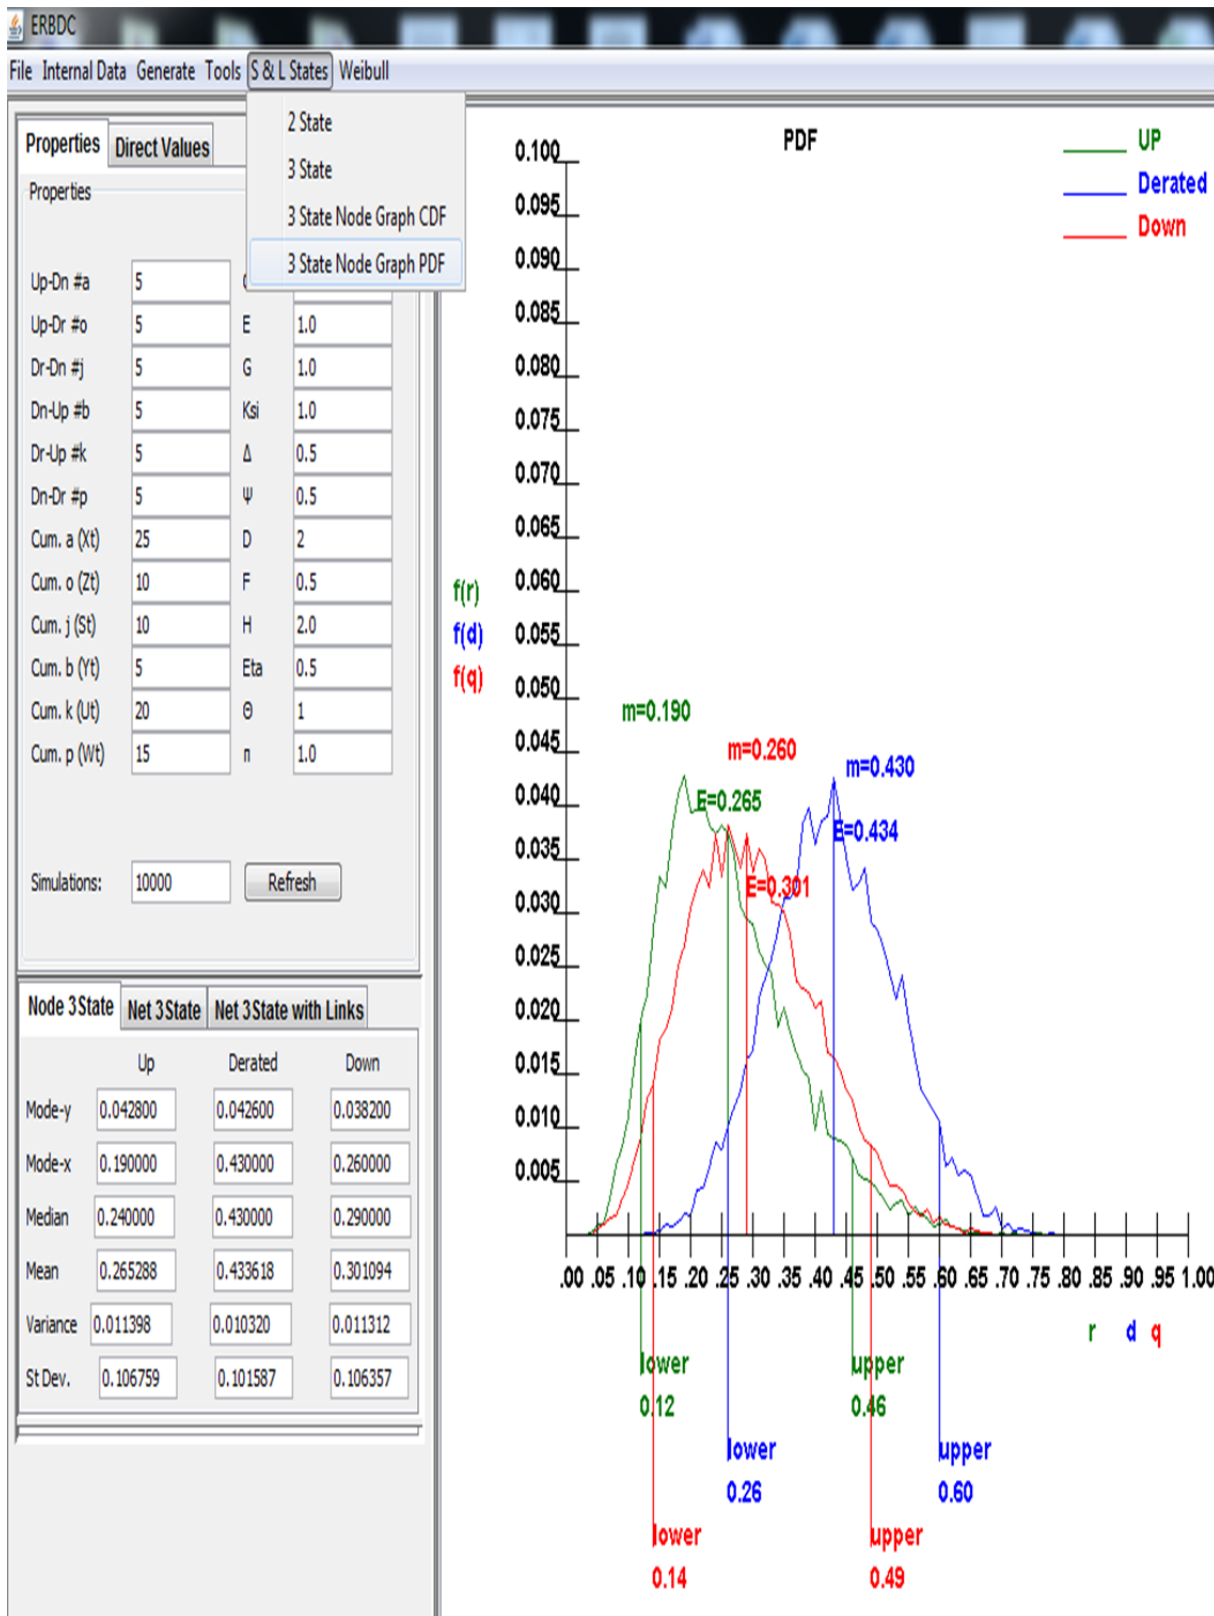 ERBDC
File Internal Data Generate Tools S & L States Weibull
2 State
3 State
3 State Node Graph CDF
3 State Node Graph PDF
Properties Direct Values
Properties
Up-Dn #a 5
Up-Dr #o 5 E 1.0
Dr-Dn #j 5 G 1.0
Dn-Up #b 5 Ksi 1.0
Dr-Up #k 5 Δ 0.5
Dn-Dr #p 5 Ψ 0.5
Cum. a (Xt) 25 D 2
Cum. o (Zt) 10 F 0.5
Cum. j (St) 10 H 2.0
Cum. b (Yt) 5 Eta 0.5
Cum. k (Ut) 20 Θ 1
Cum. p (Wt) 15 п 1.0
Simulations: 10000 Refresh
Node 3State Net 3State Net 3State with Links
Up Derated Down
Mode-y 0.042800 0.042600 0.038200
Mode-x 0.190000 0.430000 0.260000
Median 0.240000 0.430000 0.290000
Mean 0.265288 0.433618 0.301094
Variance 0.011398 0.010320 0.011312
St Dev. 0.106759 0.101587 0.106357
PDF
UP
Derated
Down
0.100
0.095
0.090
0.085
0.080
0.075
0.070
0.065
0.060
0.055
0.050
0.045
0.040
0.035
0.030
0.025
0.020
0.015
0.010
0.005
f(r)
f(d)
f(q)
m=0.190
m=0.260
m=0.430
E=0.265
E=0.434
E=0.301
.00 .05 .10 .15 .20 .25 .30 .35 .40 .45 .50 .55 .60 .65 .70 .75 .80 .85 .90 .95 1.00
r d q
lower
0.12
upper
0.46
lower
0.26
upper
0.60
lower
0.14
upper
0.49